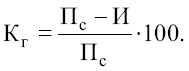 Кг = (Пс – И) / Пс · 100.